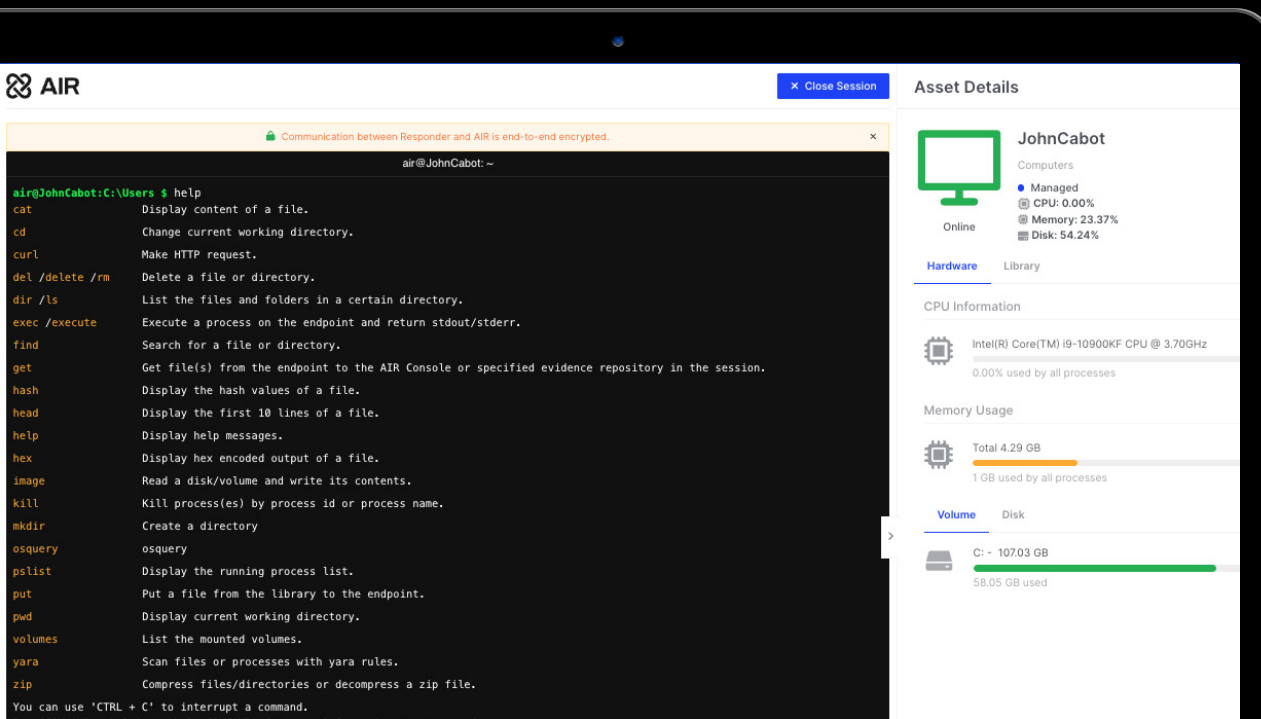 AIR
× Close Session
Communication between Responder and AIR is end-to-end encrypted.
×
air@JohnCabot: ~
air@JohnCabot:C:\Users $ help
cat Display content of a file.
cd Change current working directory.
curl Make HTTP request.
del /delete /rm Delete a file or directory.
dir /ls List the files and folders in a certain directory.
exec /execute Execute a process on the endpoint and return stdout/stderr.
find Search for a file or directory.
get Get file(s) from the endpoint to the AIR Console or specified evidence repository in the session.
hash Display the hash values of a file.
head Display the first 10 lines of a file.
help Display help messages.
hex Display hex encoded output of a file.
image Read a disk/volume and write its contents.
kill Kill process(es) by process id or process name.
mkdir Create a directory
osquery osquery
pslist Display the running process list.
put Put a file from the library to the endpoint.
pwd Display current working directory.
volumes List the mounted volumes.
yara Scan files or processes with yara rules.
zip Compress files/directories or decompress a zip file.
You can use 'CTRL + C' to interrupt a command.
Asset Details
JohnCabot
Computers
Managed
CPU: 0.00%
Memory: 23.37%
Disk: 54.24%
Online
Hardware Library
CPU Information
Intel(R) Core(TM) i9-10900KF CPU @ 3.70GHz
0.00% used by all processes
Memory Usage
Total 4.29 GB
1 GB used by all processes
Volume Disk
C: - 107.03 GB
58.05 GB used